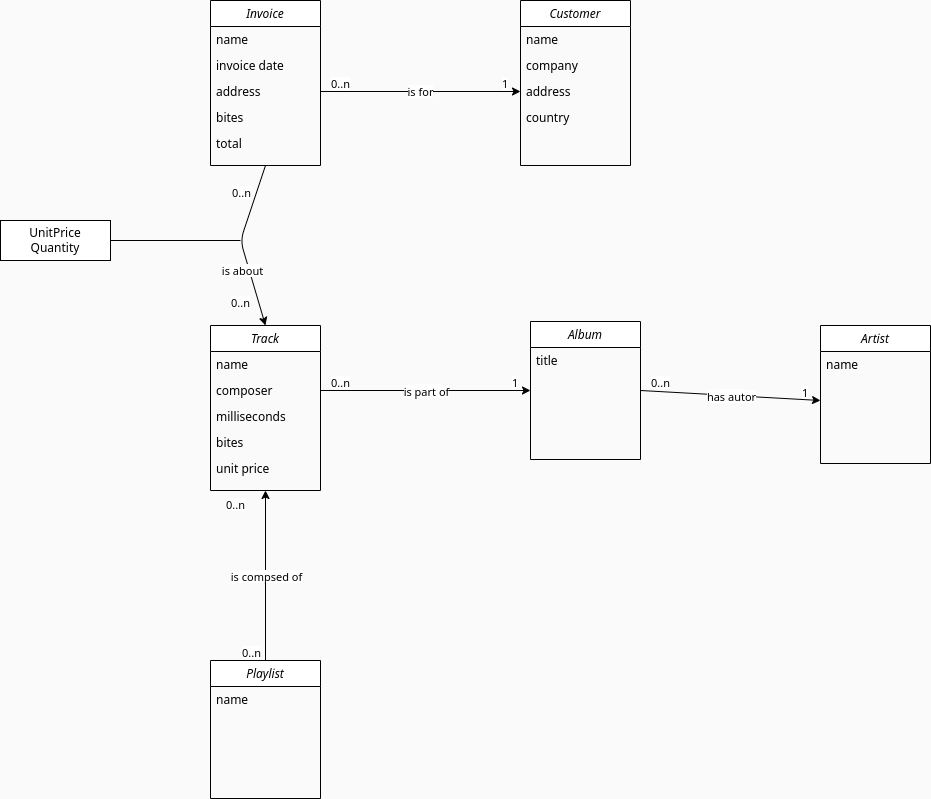 Invoice
name
invoice date
address
bites
total
0..n
is for
1
Customer
name
company
address
country
0..n
UnitPrice
Quantity
is about
0..n
Track
name
composer
milliseconds
bites
unit price
0..n
is part of
1
Album
title
0..n
has autor
1
Artist
name
0..n
is compsed of
0..n
Playlist
name